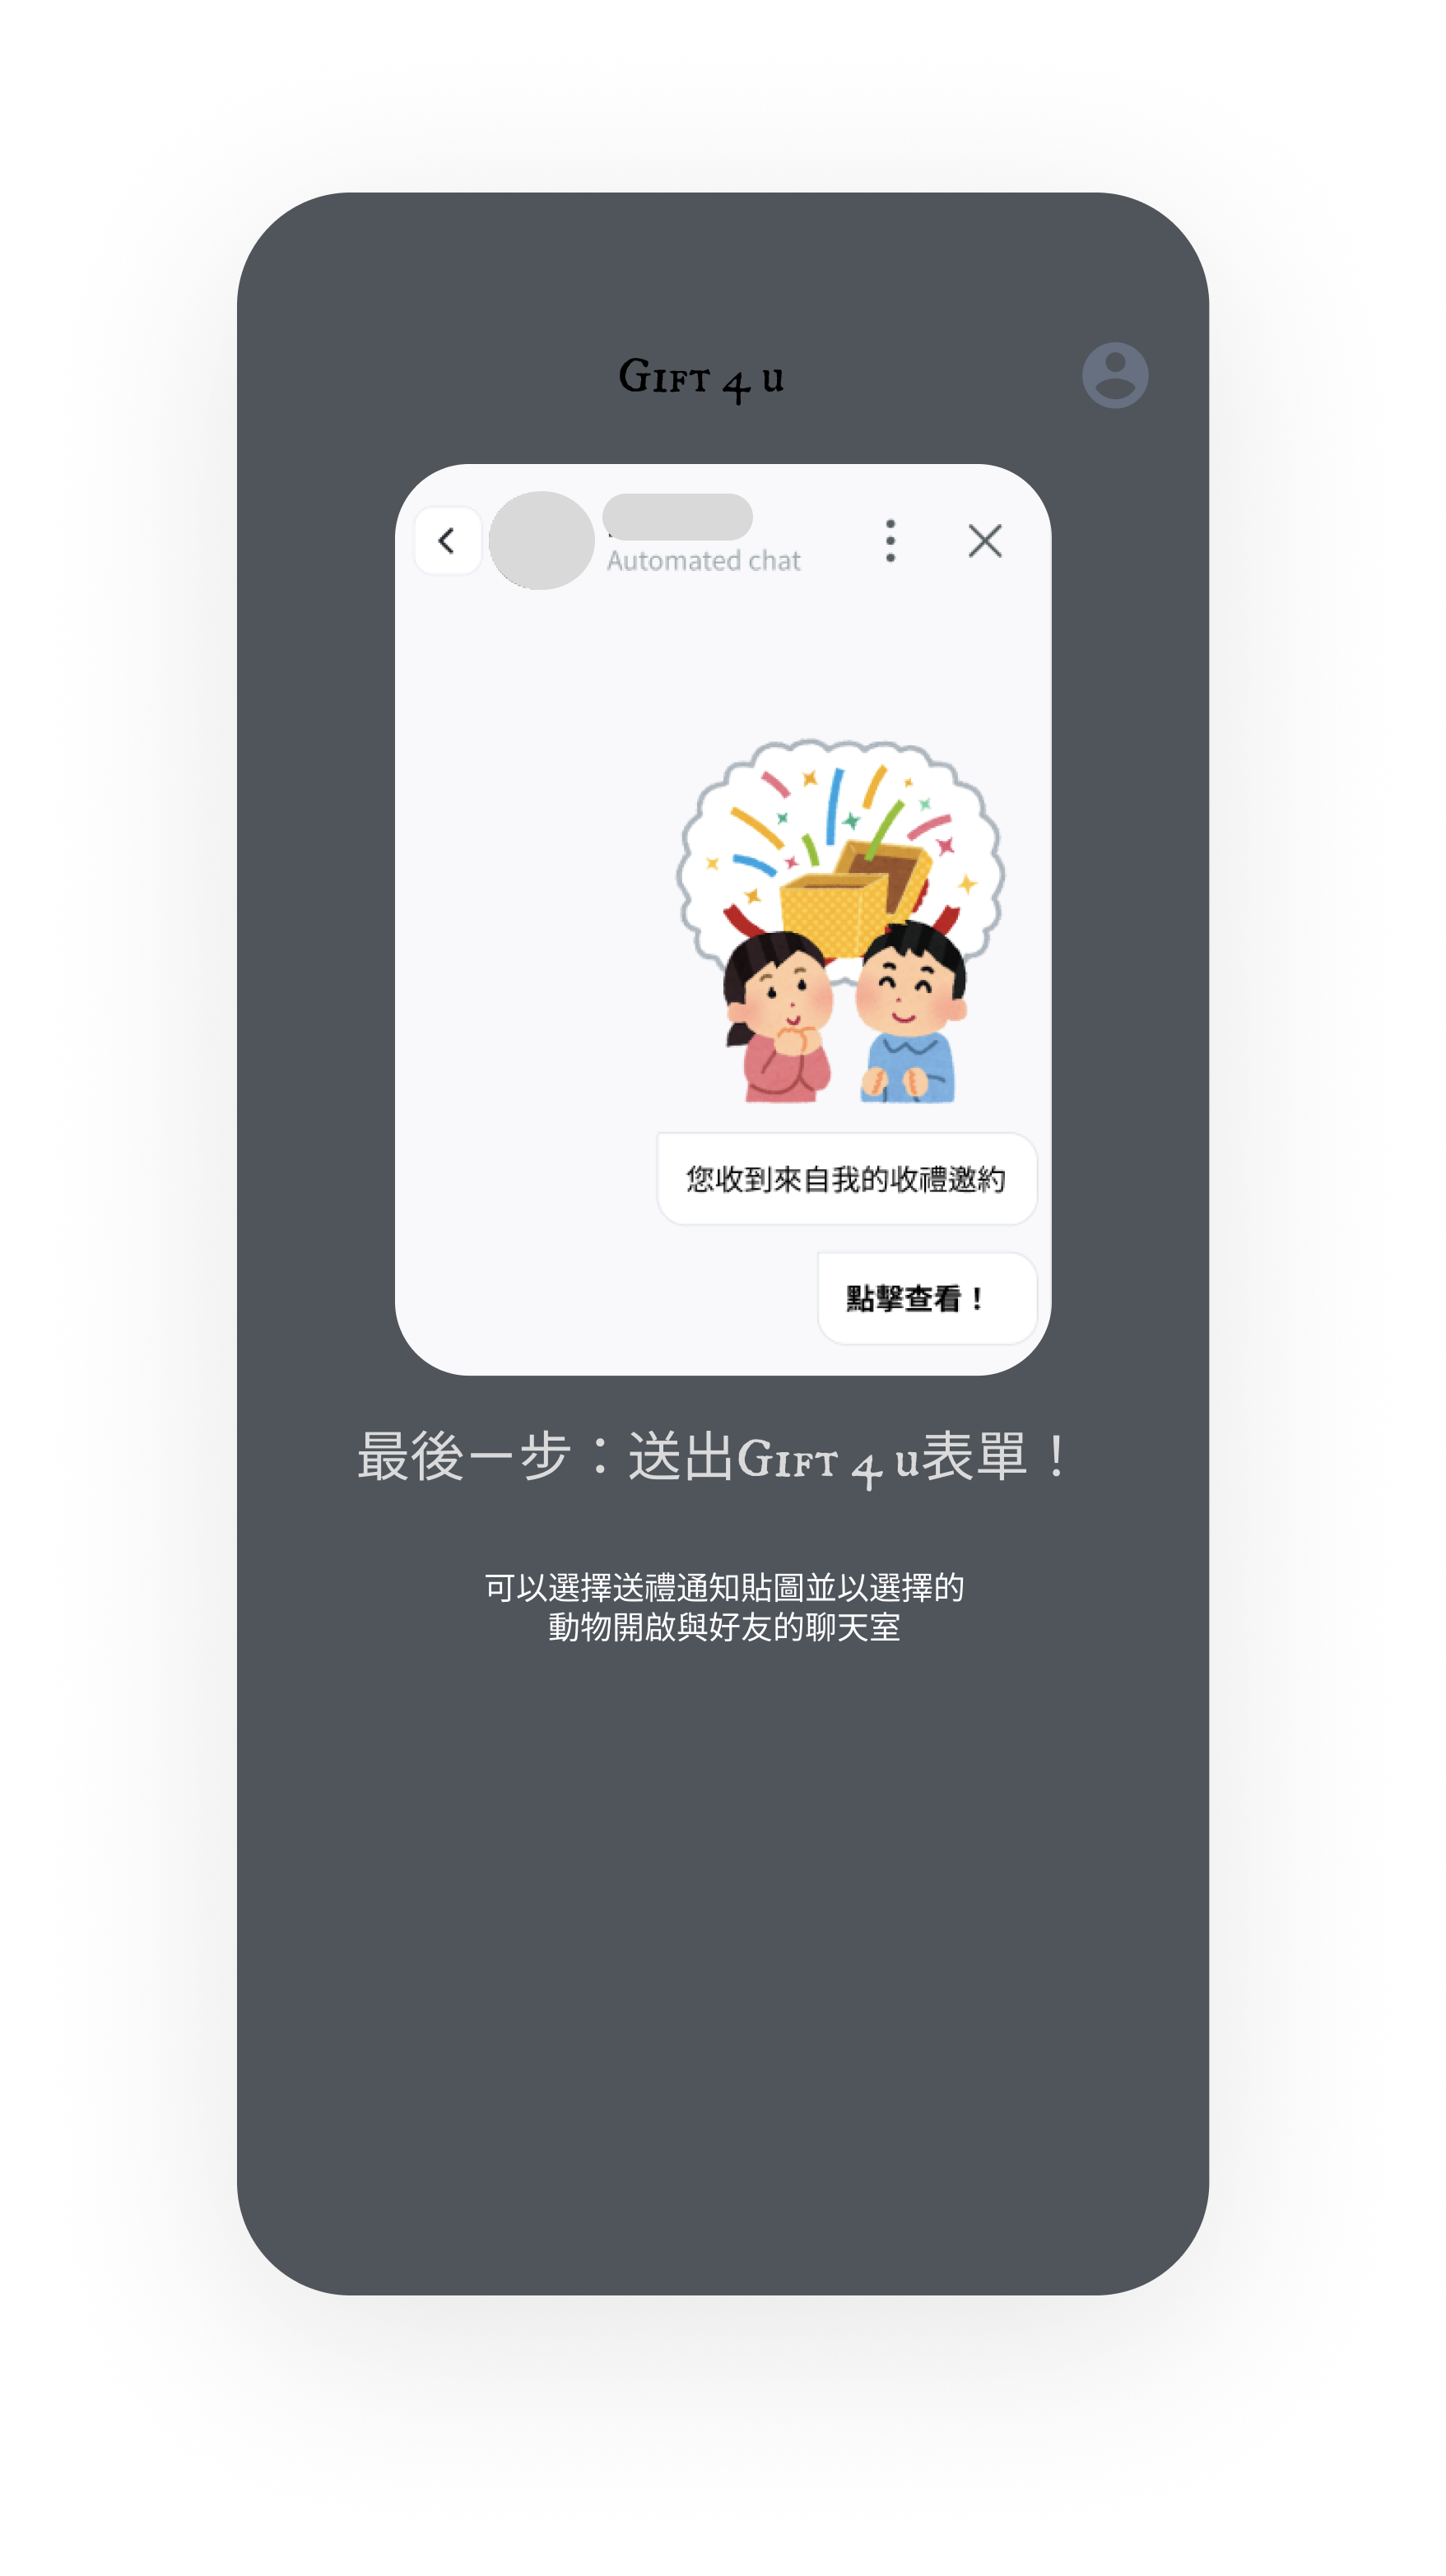 Gift 4 u
Automated chat
您收到來自我的收禮邀約
點擊查看！
最後一步：送出Gift 4 u表單！
可以選擇送禮通知貼圖並以選擇的
動物開啟與好友的聊天室